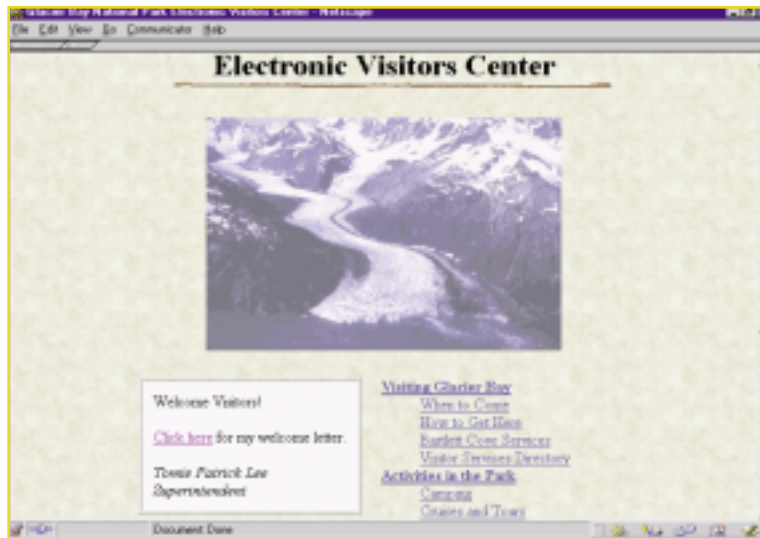 Glacier Bay National Park Electronic Visitors Center - Netscape
File Edit View Go Communicator Help
Electronic Visitors Center
Welcome Visitors!
Click here for my welcome letter.
Tomie Patrick Lee
Superintendent
Visiting Glacier Bay
When to Come
How to Get Here
Bartlett Cove Services
Visitor Services Directory
Activities in the Park
Camping
Cruises and Tours
Document Done